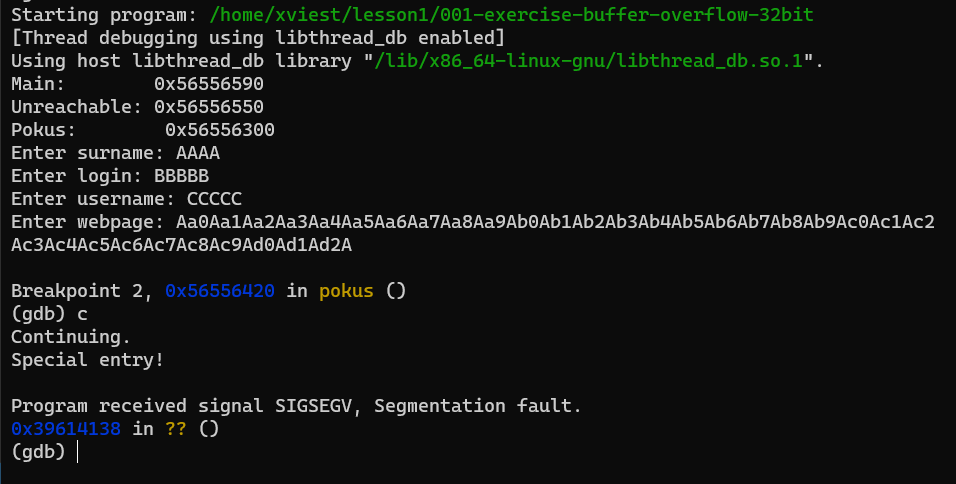 Starting program: /home/xviest/lesson1/001-exercise-buffer-overflow-32bit
[Thread debugging using libthread_db enabled]
Using host libthread_db library "/lib/x86_64-linux-gnu/libthread_db.so.1".
Main:        0x56556590
Unreachable: 0x56556550
Pokus:        0x56556300
Enter surname: AAAA
Enter login: BBBBB
Enter username: CCCCC
Enter webpage: Aa0Aa1Aa2Aa3Aa4Aa5Aa6Aa7Aa8Aa9Ab0Ab1Ab2Ab3Ab4Ab5Ab6Ab7Ab8Ab9Ac0Ac1Ac2
Ac3Ac4Ac5Ac6Ac7Ac8Ac9Ad0Ad1Ad2A
Breakpoint 2, 0x56556420 in pokus ()
(gdb) c
Continuing.
Special entry!
Program received signal SIGSEGV, Segmentation fault.
0x39614138 in ?? ()
(gdb)